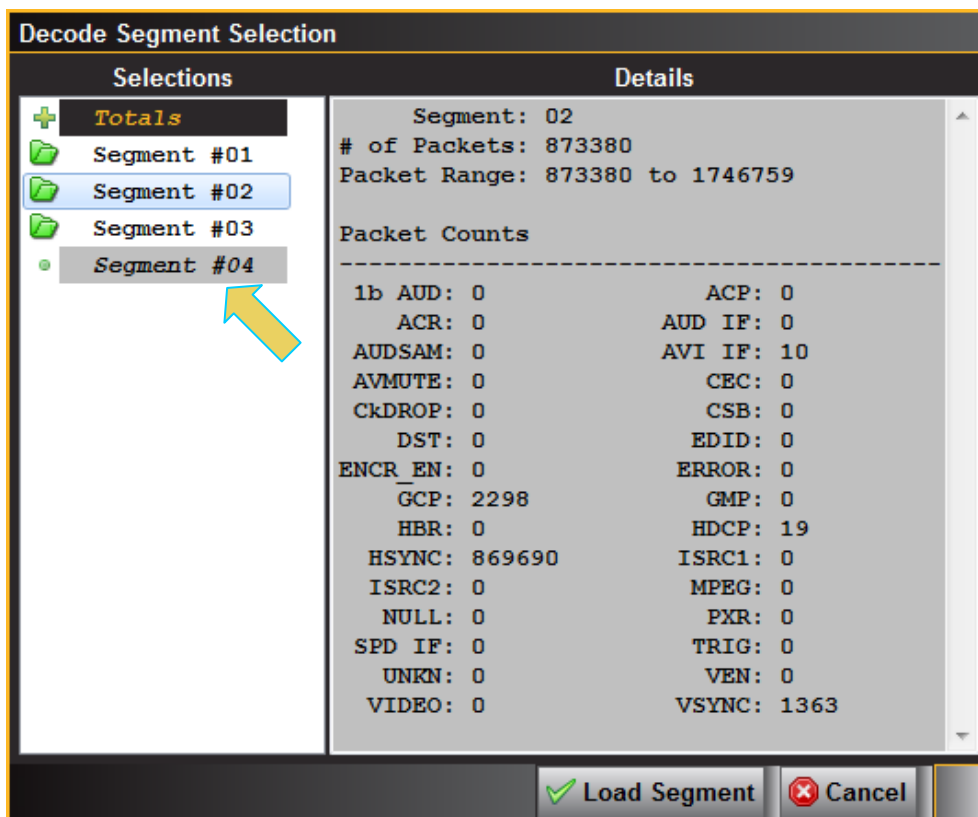 Decode Segment Selection
Selections
Details
Totals
Segment #01
Segment #02
Segment #03
Segment #04
Segment: 02
# of Packets: 873380
Packet Range: 873380 to 1746759
Packet Counts
-----------------------------------------
1b AUD: 0 ACP: 0
ACR: 0 AUD IF: 0
AUDSAM: 0 AVI IF: 10
AVMUTE: 0 CEC: 0
CkDROP: 0 CSB: 0
DST: 0 EDID: 0
ENCR_EN: 0 ERROR: 0
GCP: 2298 GMP: 0
HBR: 0 HDCP: 19
HSYNC: 869690 ISRC1: 0
ISRC2: 0 MPEG: 0
NULL: 0 PXR: 0
SPD IF: 0 TRIG: 0
UNKN: 0 VEN: 0
VIDEO: 0 VSYNC: 1363
Load Segment
Cancel